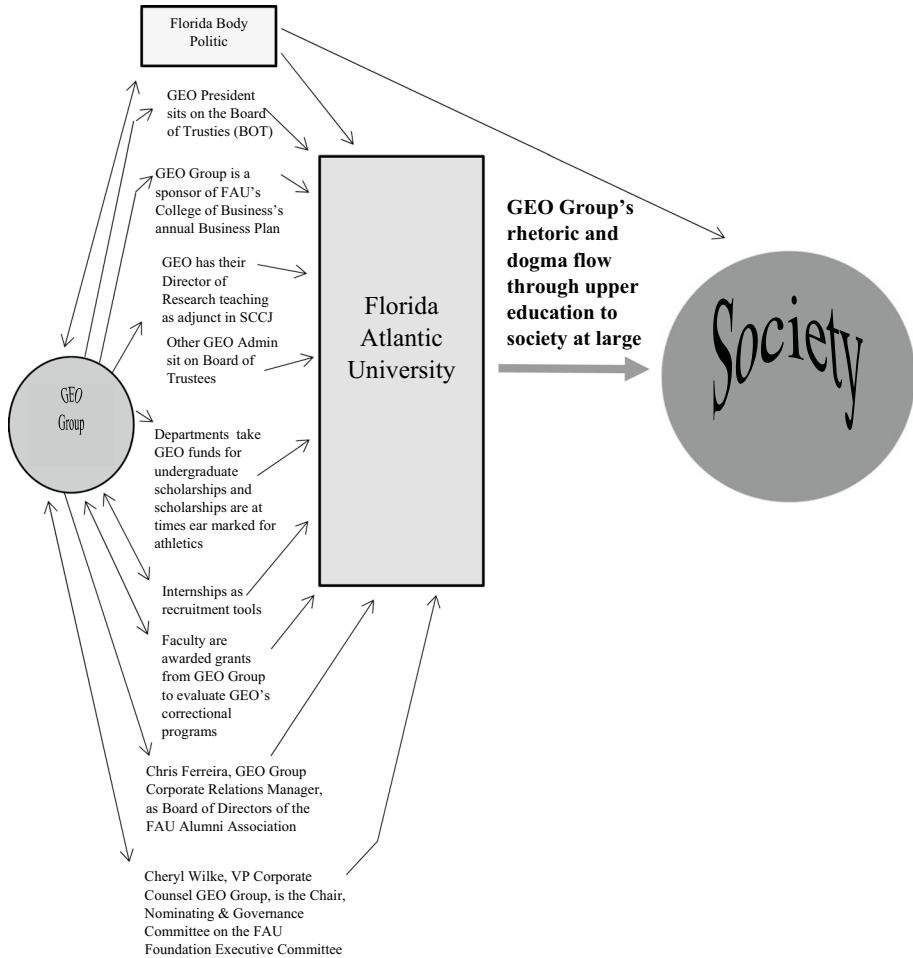 Florida Body
Politic
GEO President
sits on the Board
of Trusties (BOT)
GEO Group is a
sponsor of FAU's
College of Business's
annual Business Plan
GEO has their
Director of
Research teaching
as adjunct in SCCJ
Other GEO Admin
sit on Board of
Trustees
GEO
Group
Departments take
GEO funds for
undergraduate
scholarships and
scholarships are at
times ear marked for
athletics
Internships as
recruitment tools
Faculty are
awarded grants
from GEO Group
to evaluate GEO's
correctional
programs
Chris Ferreira, GEO Group
Corporate Relations Manager,
as Board of Directors of the
FAU Alumni Association
Cheryl Wilke, VP Corporate
Counsel GEO Group, is the Chair,
Nominating & Governance
Committee on the FAU
Foundation Executive Committee
Florida
Atlantic
University
GEO Group's
rhetoric and
dogma flow
through upper
education to
society at large
Society